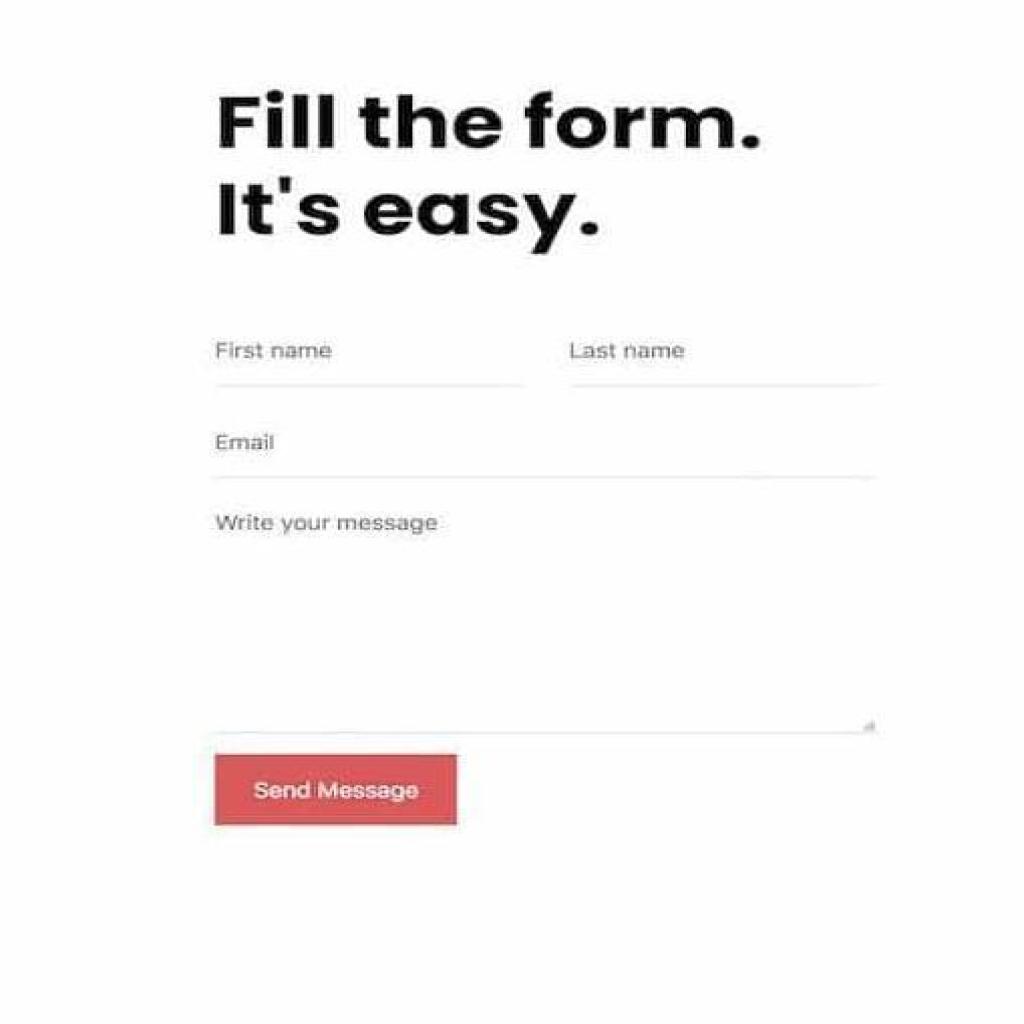 Fill the form.
It's easy.
First name
Last name
Email
Write your message
Send Message